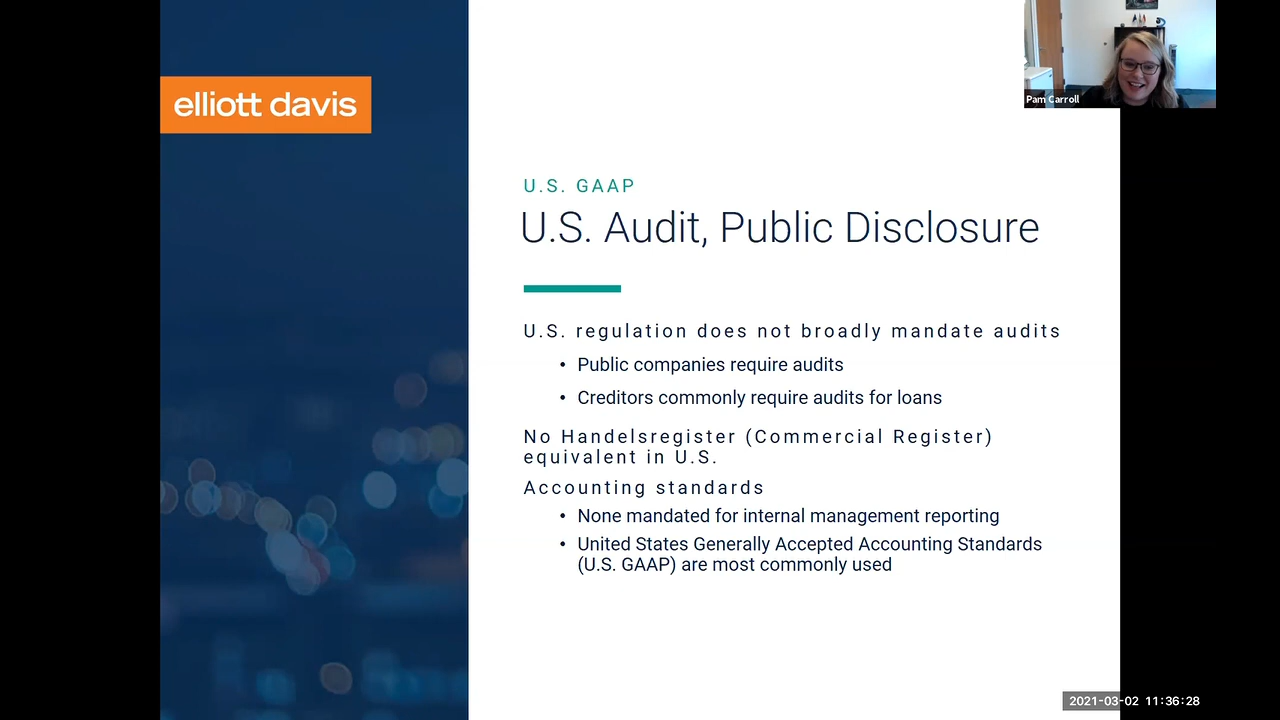 elliott davis
Pam Carroll
U.S. GAAP
U.S. Audit, Public Disclosure
U.S. regulation does not broadly mandate audits
• Public companies require audits
• Creditors commonly require audits for loans
No Handelsregister (Commercial Register)
equivalent in U.S.
Accounting standards
• None mandated for internal management reporting
• United States Generally Accepted Accounting Standards
(U.S. GAAP) are most commonly used
2021-03-02 11:36:28